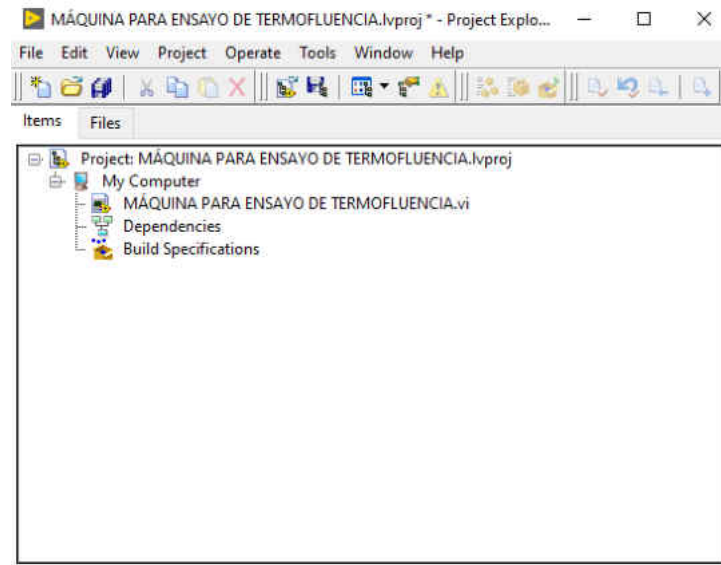 MÁQUINA PARA ENSAYO DE TERMOFLUENCIA.lvproj * - Project Explo...
File Edit View Project Operate Tools Window Help
Items Files
Project: MÁQUINA PARA ENSAYO DE TERMOFLUENCIA.lvproj
My Computer
MÁQUINA PARA ENSAYO DE TERMOFLUENCIA.vi
Dependencies
Build Specifications